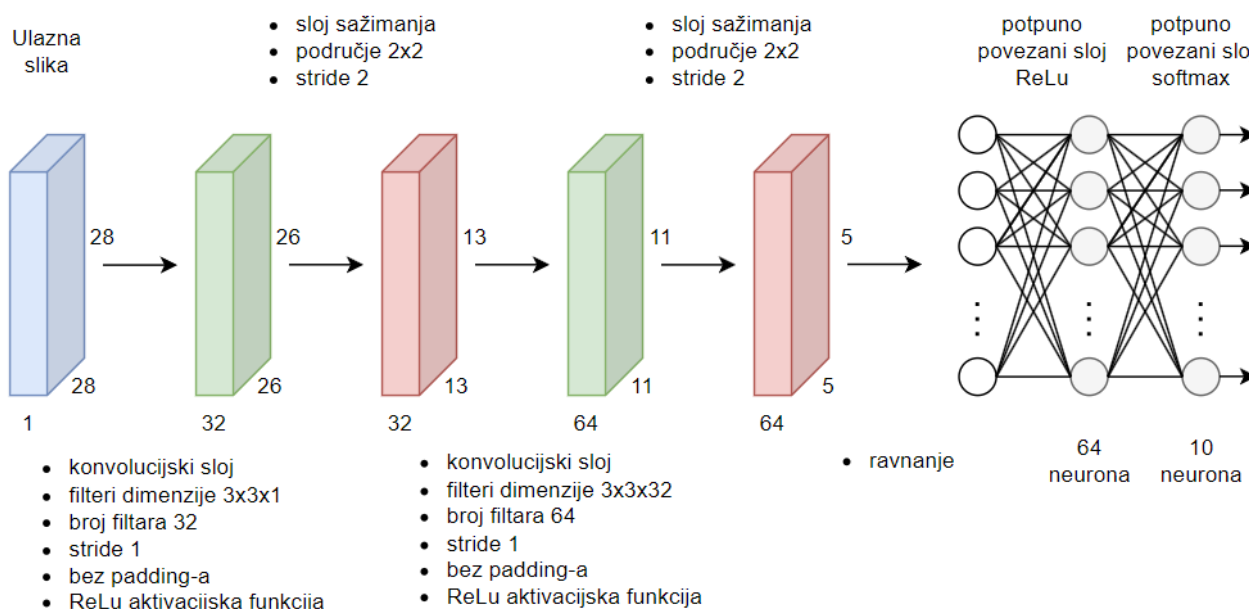 Ulazna
slika
• sloj sažimanja
• područje 2x2
• stride 2
• sloj sažimanja
• područje 2x2
• stride 2
potpuno
povezani sloj
ReLu
potpuno
povezani slo
softmax
28
28
1
26
26
32
13
13
32
11
11
64
5
5
64
• konvolucijski sloj
• filteri dimenzije 3x3x1
• broj filtara 32
• stride 1
• bez padding-a
• ReLu aktivacijska funkcija
• konvolucijski sloj
• filteri dimenzije 3x3x32
• broj filtara 64
• stride 1
• bez padding-a
• ReLu aktivacijska funkcija
• ravnanje
64
neurona
10
neurona